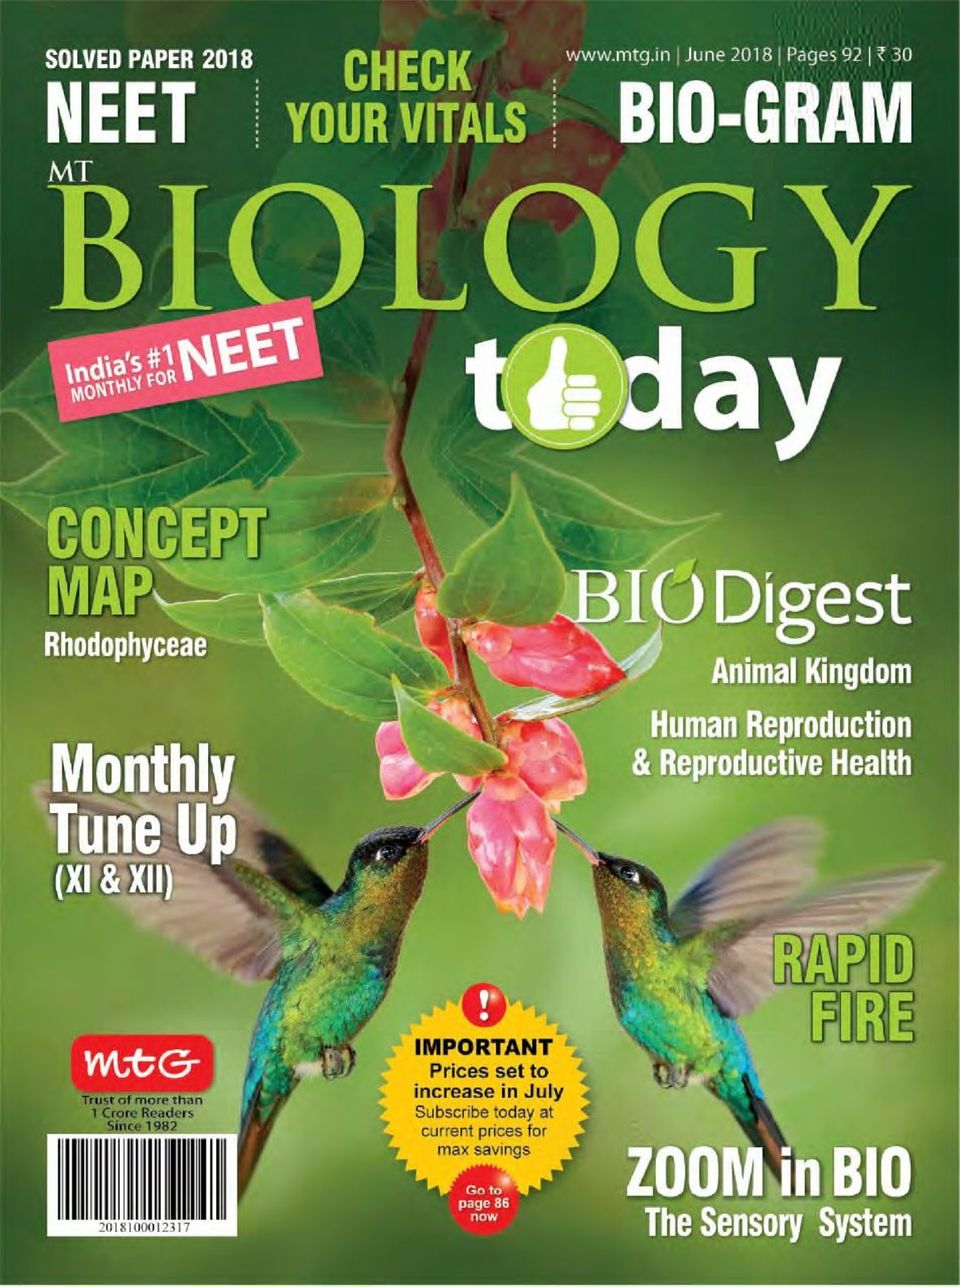 SOLVED PAPER 2018
NEET
CHECK
YOUR VITALS
www.mtg.in | June 2018 | Pages 92 | ₹ 30
BIO-GRAM
MT
BIOLOGY
today
India's #1
MONTHLY FOR
NEET
CONCEPT
MAP
Rhodophyceae
BIODigest
Animal Kingdom
Human Reproduction
& Reproductive Health
Monthly
Tune Up
(XI & XII)
RAPID
FIRE
mtG
Trust of more than
1 Crore Readers
Since 1982
2018100012317
!
IMPORTANT
Prices set to
increase in July
Subscribe today at
current prices for
max savings
Go to
page 86
now
ZOOM in BIO
The Sensory System